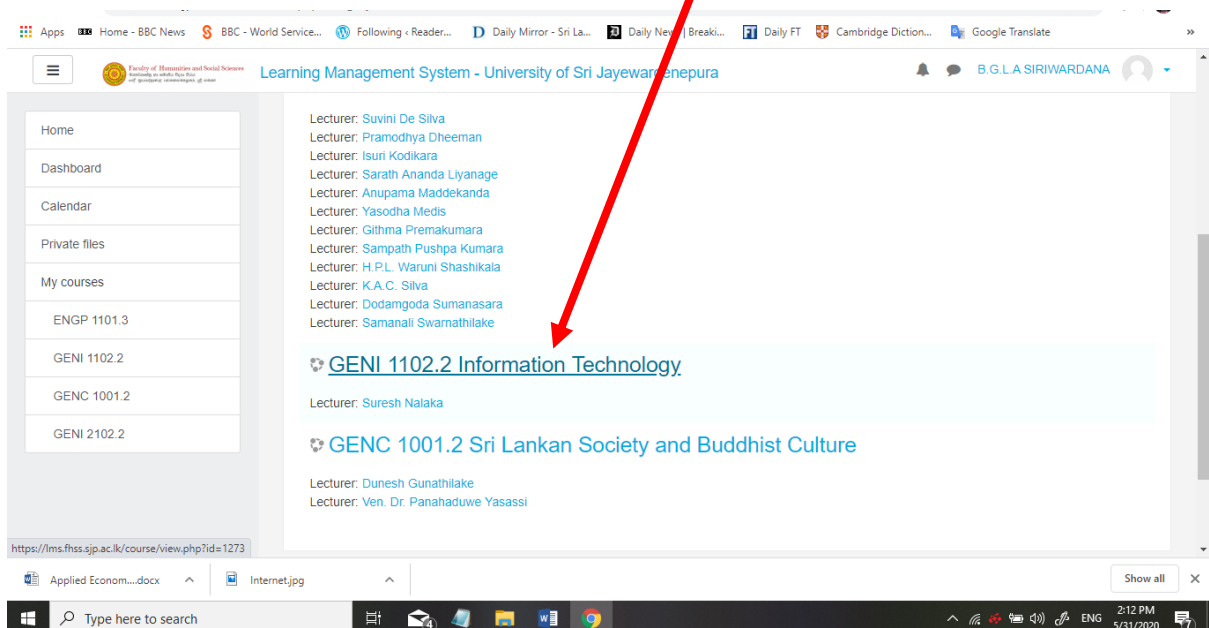 Apps Home - BBC News BBC - World Service... Following ‹ Reader... Daily Mirror - Sri La... Daily New | Breaki... Daily FT Cambridge Diction... Google Translate »
Faculty of Humanities and Social Sciences
Learning Management System - University of Sri Jayewardenepura
B.G.L.A SIRIWARDANA
Home
Dashboard
Calendar
Private files
My courses
ENGP 1101.3
GENI 1102.2
GENC 1001.2
GENI 2102.2
Lecturer: Suvini De Silva
Lecturer: Pramodhya Dheeman
Lecturer: Isuri Kodikara
Lecturer: Sarath Ananda Liyanage
Lecturer: Anupama Maddekanda
Lecturer: Yasodha Medis
Lecturer: Githma Premakumara
Lecturer: Sampath Pushpa Kumara
Lecturer: H.P.L. Waruni Shashikala
Lecturer: K.A.C. Silva
Lecturer: Dodamgoda Sumanasara
Lecturer: Samanali Swarnathilake
GENI 1102.2 Information Technology
Lecturer: Suresh Nalaka
GENC 1001.2 Sri Lankan Society and Buddhist Culture
Lecturer: Dunesh Gunathilake
Lecturer: Ven. Dr. Panahaduwe Yasassi
https://lms.fhss.sjp.ac.lk/course/view.php?id=1273
Applied Econom....docx Internet.jpg Show all
Type here to search
ENG
2:12 PM
5/31/2020